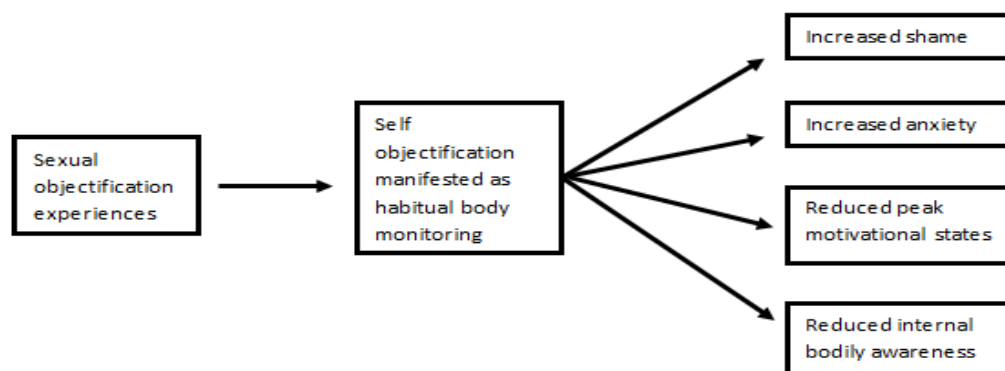 Sexual
objectification
experiences
Self
objectification
manifested as
habitual body
monitoring
Increased shame
Increased anxiety
Reduced peak
motivational states
Reduced internal
bodily awareness